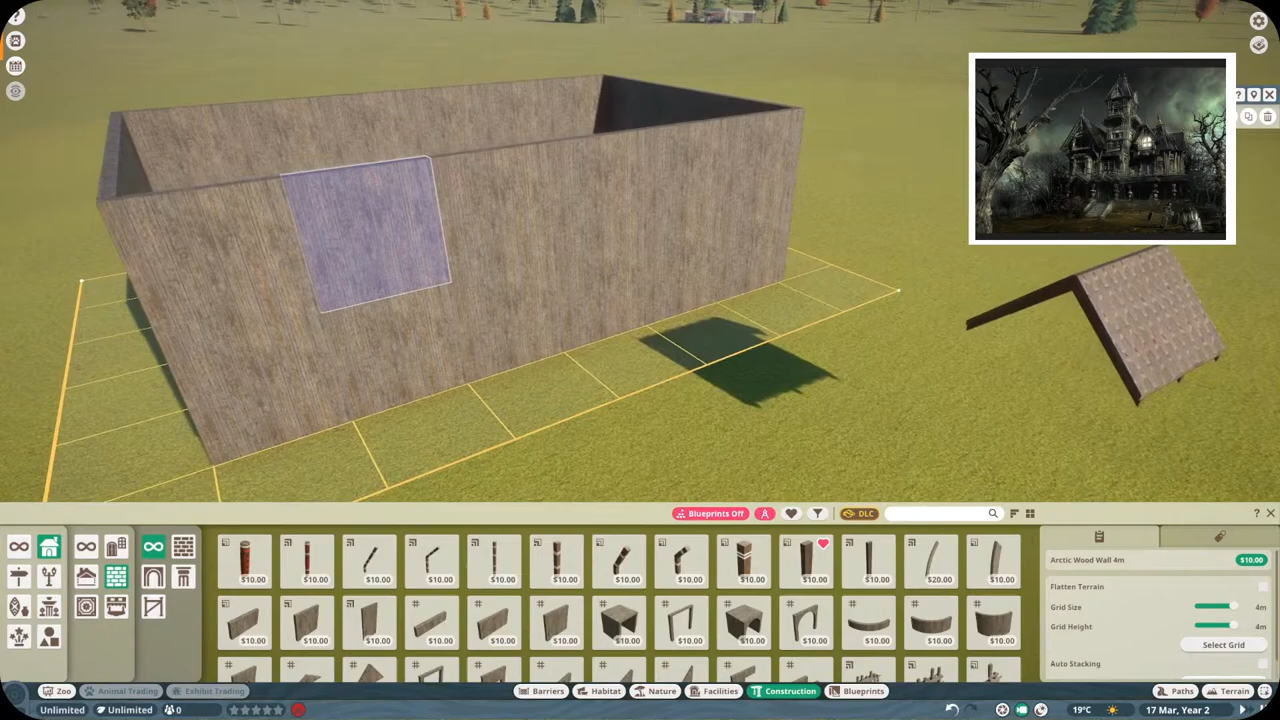 ?
?
Blueprints Off
DLC
? ×
$10.00 $10.00 $10.00 $10.00 $10.00 $10.00 $10.00 $10.00 $10.00 $10.00 $10.00 $20.00 $10.00
$10.00 $10.00 $10.00 $10.00 $10.00 $10.00 $10.00 $10.00 $10.00 $10.00 $10.00 $10.00 $10.00
Arctic Wood Wall 4m $10.00
Flatten Terrain
Grid Size 4m
Grid Height 4m
Select Grid
Auto Stacking
Zoo Animal Trading Exhibit Trading Barriers Habitat Nature Facilities Construction Blueprints Paths Terrain
Unlimited Unlimited 0 19°C 17 Mar, Year 2